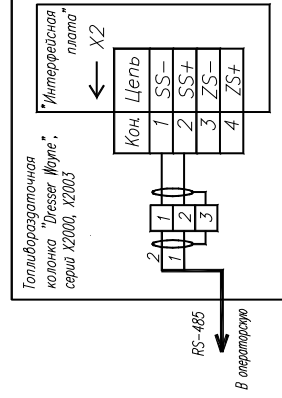 Топливораздаточная
колонка "Dresser Wayne",
серий X2000, X2003
"Интерфейсная
плата"
X2
Кон. Цепь
1 SS-
2 SS+
3 ZS-
4 ZS+
1
2
3
2
1
RS-485
В операторскую